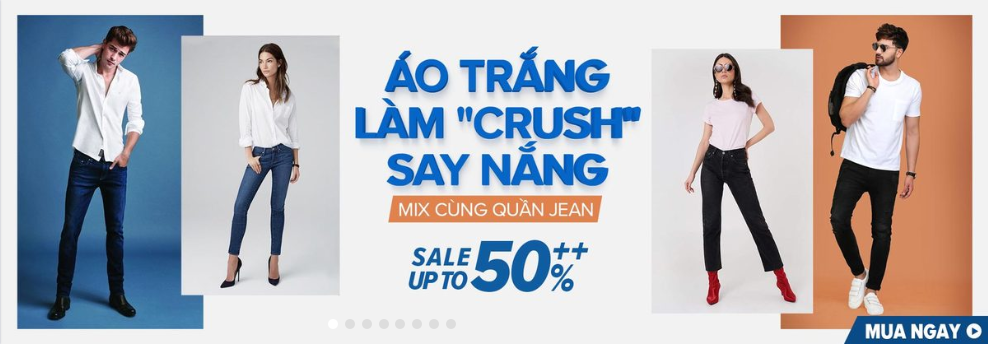 ÁO TRẮNG
LÀM "CRUSH"
SAY NẮNG
MIX CÙNG QUẦN JEAN
SALE UP TO 50++%
MUA NGAY